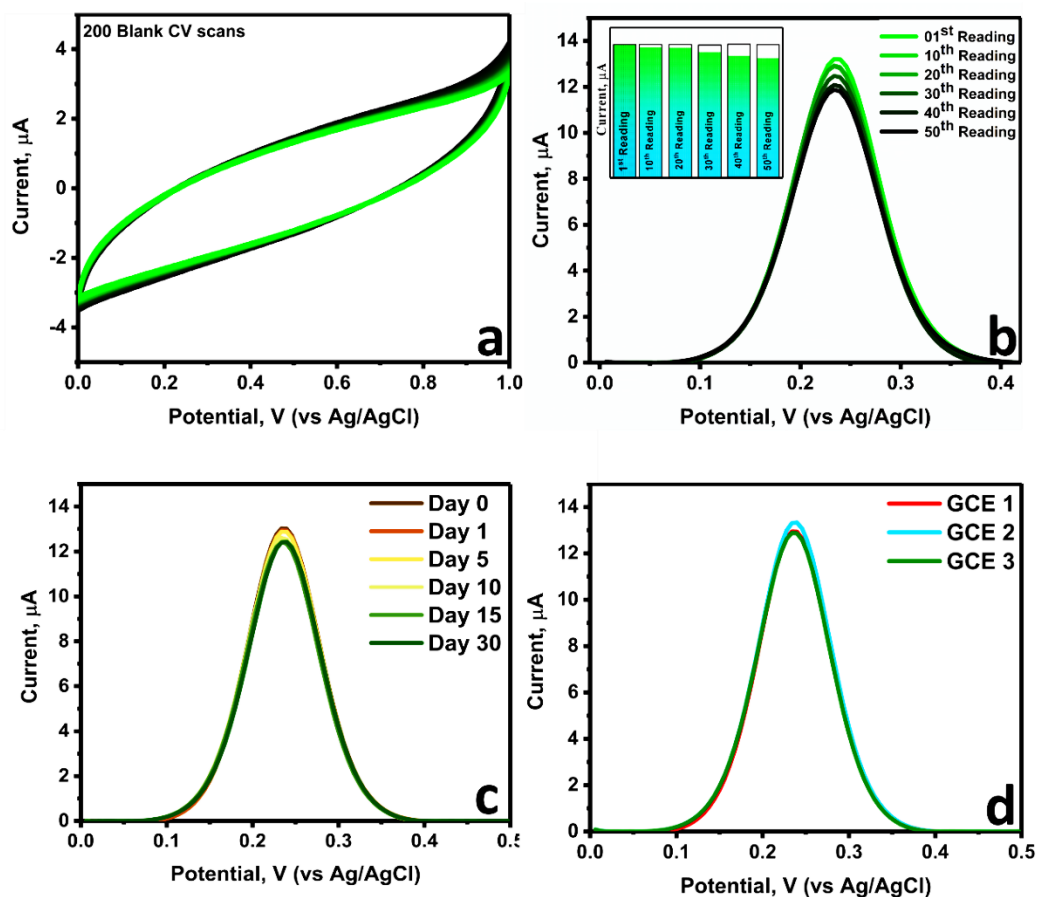 200 Blank CV scans
4
2
0
-2
-4
Current, μA
0.0 0.2 0.4 0.6 0.8 1.0
Potential, V (vs Ag/AgCl)
a
14
12
10
8
6
4
2
0
Current, μA
Current, μA
1st Reading
10th Reading
20th Reading
30th Reading
40th Reading
50th Reading
01st Reading
10th Reading
20th Reading
30th Reading
40th Reading
50th Reading
0.0 0.1 0.2 0.3 0.4
Potential, V (vs Ag/AgCl)
b
14
12
10
8
6
4
2
0
Current, μA
Day 0
Day 1
Day 5
Day 10
Day 15
Day 30
0.0 0.1 0.2 0.3 0.4 0.5
Potential, V (vs Ag/AgCl)
c
14
12
10
8
6
4
2
0
Current, μA
GCE 1
GCE 2
GCE 3
0.0 0.1 0.2 0.3 0.4 0.5
Potential, V (vs Ag/AgCl)
d